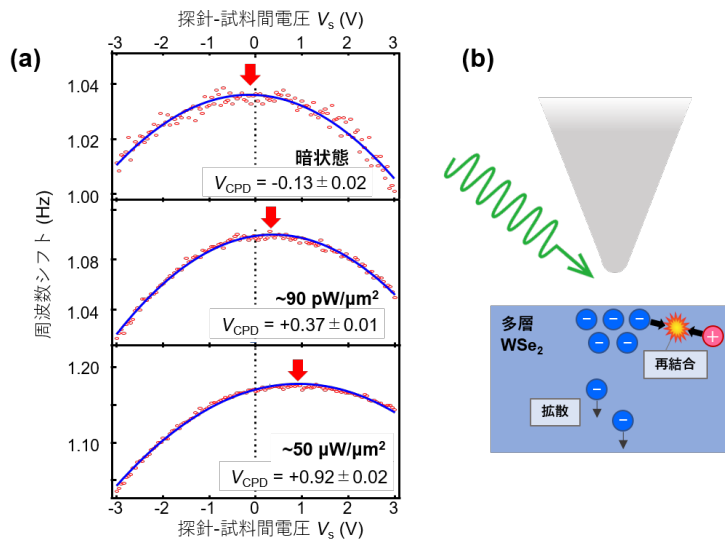 探針-試料間電圧 Vs (V)
-3 -2 -1 0 1 2 3
(a)
(b)
1.04
1.02
1.00
暗状態
VCPD = -0.13±0.02
周波数シフト (Hz)
1.08
1.04
~90 pW/µm²
VCPD = +0.37±0.01
1.20
1.10
~50 µW/µm²
VCPD = +0.92±0.02
-3 -2 -1 0 1 2 3
探針-試料間電圧 Vs (V)
多層
WSe₂
再結合
拡散